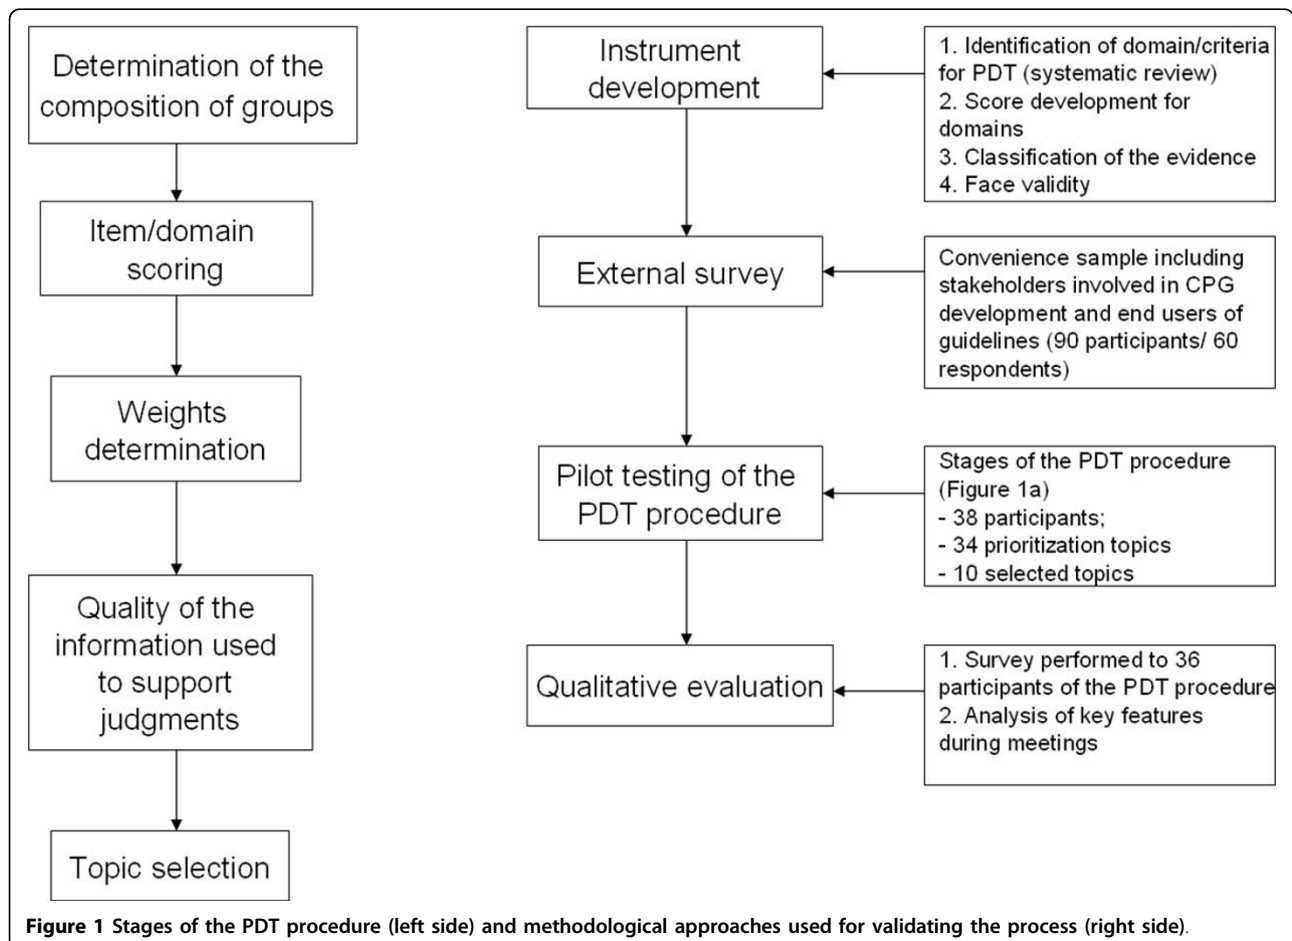 Determination of the
composition of groups
Item/domain
scoring
Weights
determination
Quality of the
information used
to support
judgments
Topic selection
Instrument
development
1. Identification of domain/criteria
for PDT (systematic review)
2. Score development for
domains
3. Classification of the evidence
4. Face validity
External survey
Convenience sample including
stakeholders involved in CPG
development and end users of
guidelines (90 participants/ 60
respondents)
Pilot testing of the
PDT procedure
Stages of the PDT procedure
(Figure 1a)
- 38 participants;
- 34 prioritization topics
- 10 selected topics
Qualitative evaluation
1. Survey performed to 36
participants of the PDT procedure
2. Analysis of key features
during meetings
Figure 1 Stages of the PDT procedure (left side) and methodological approaches used for validating the process (right side).